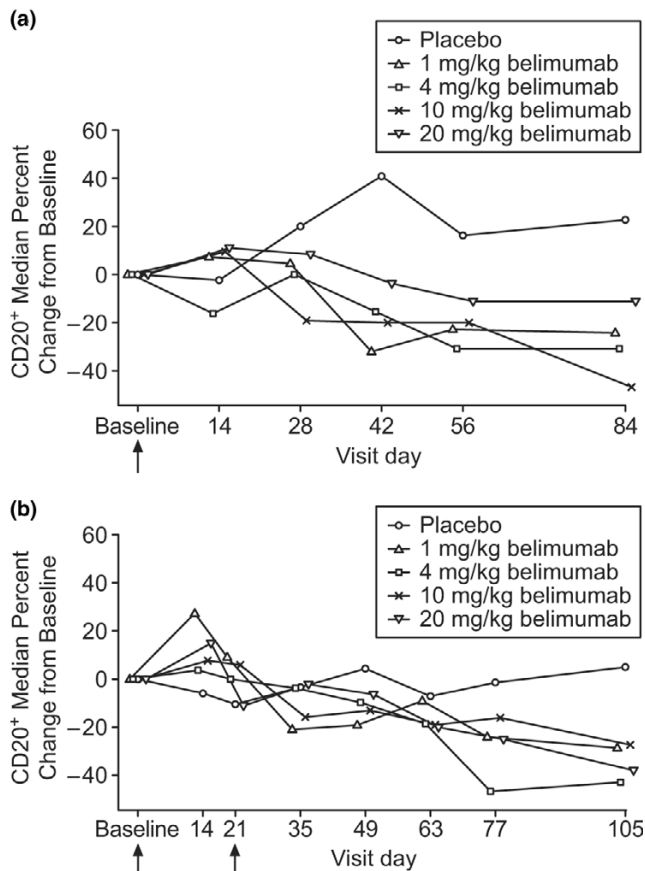 (a)
Placebo
1 mg/kg belimumab
4 mg/kg belimumab
10 mg/kg belimumab
20 mg/kg belimumab
60
40
20
0
−20
−40
CD20⁺ Median Percent
Change from Baseline
Baseline 14 28 42 56 84
Visit day
(b)
Placebo
1 mg/kg belimumab
4 mg/kg belimumab
10 mg/kg belimumab
20 mg/kg belimumab
60
40
20
0
−20
−40
CD20⁺ Median Percent
Change from Baseline
Baseline 14 21 35 49 63 77 105
Visit day